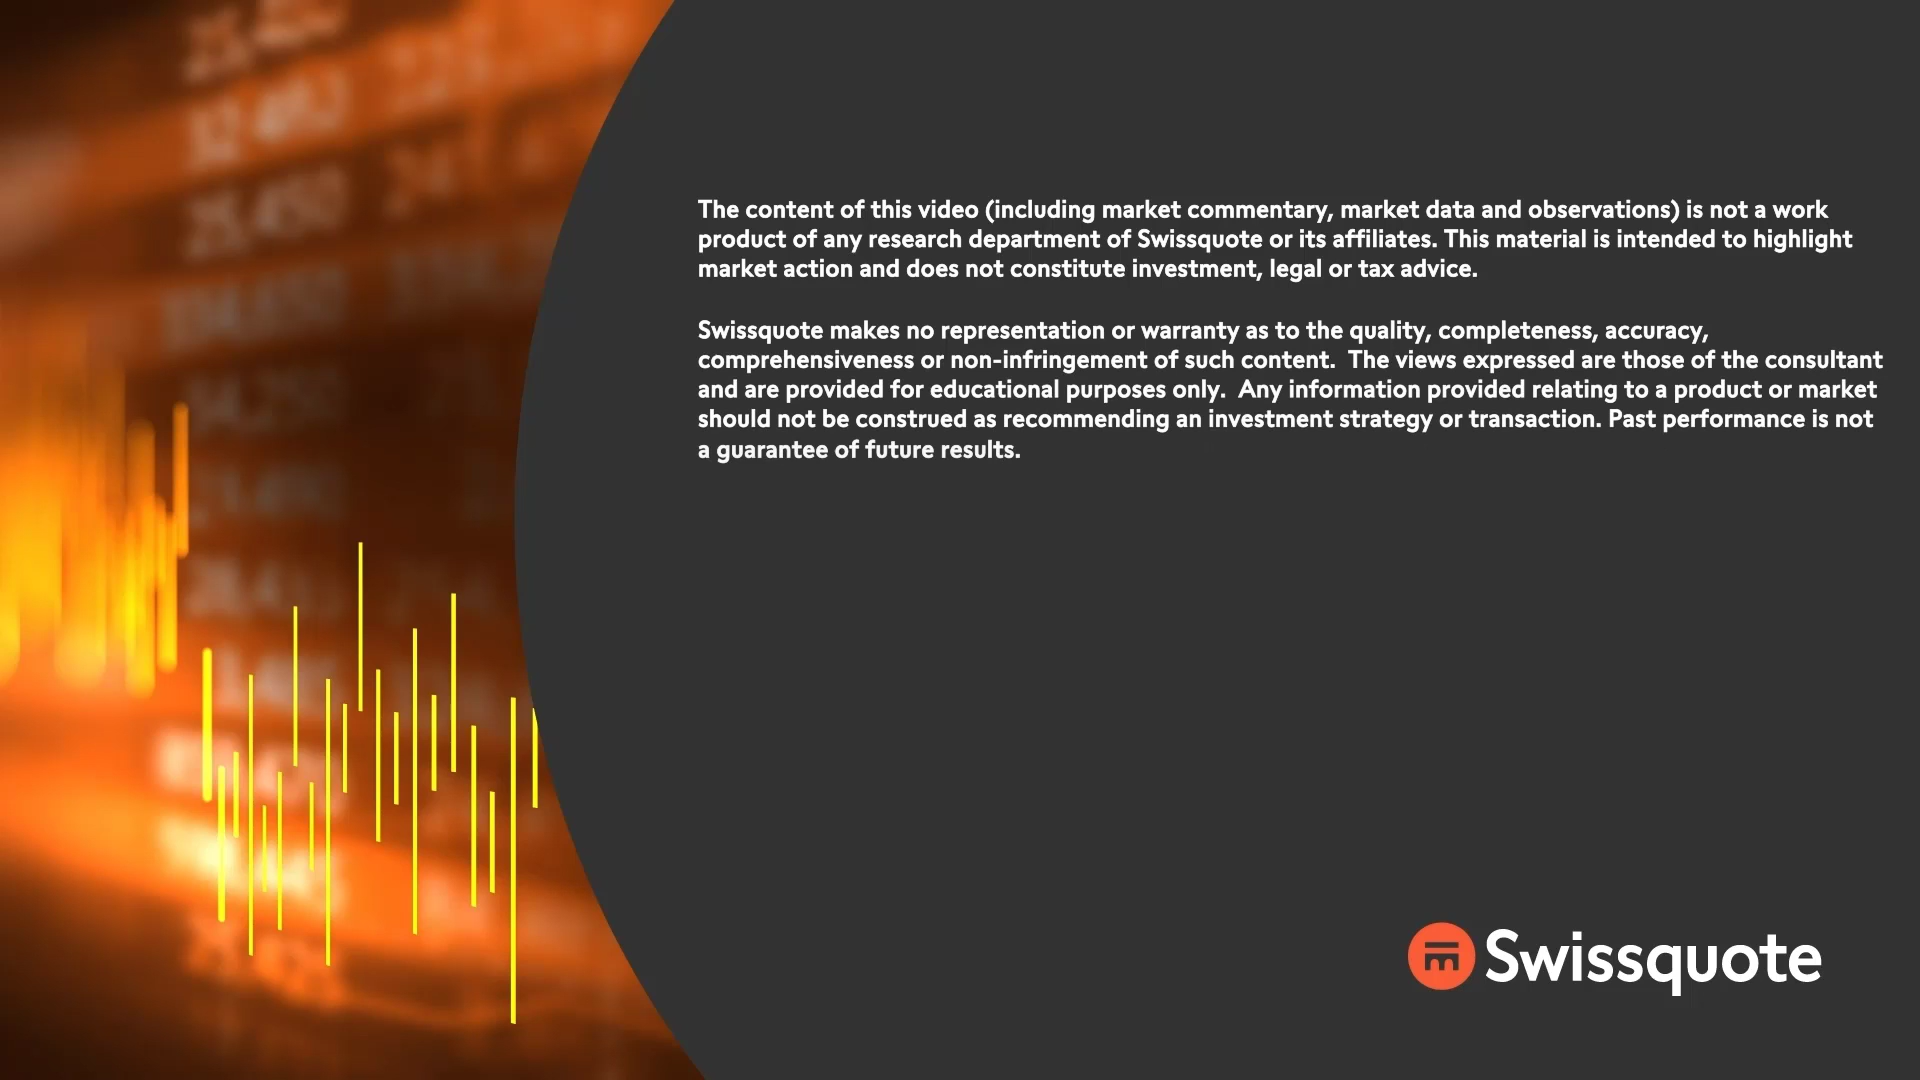 The content of this video (including market commentary, market data and observations) is not a work
product of any research department of Swissquote or its affiliates. This material is intended to highlight
market action and does not constitute investment, legal or tax advice.
Swissquote makes no representation or warranty as to the quality, completeness, accuracy,
comprehensiveness or non-infringement of such content.  The views expressed are those of the consultant
and are provided for educational purposes only.  Any information provided relating to a product or market
should not be construed as recommending an investment strategy or transaction. Past performance is not
a guarantee of future results.
Swissquote